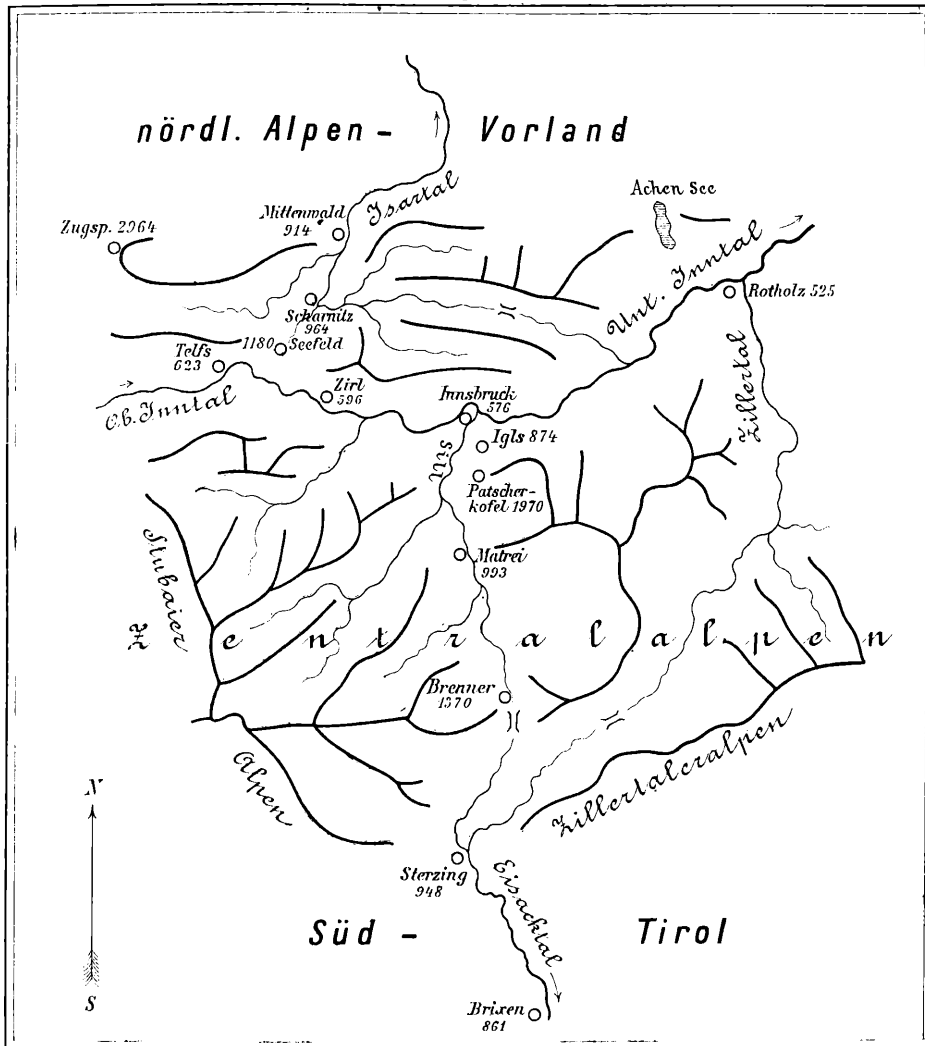 nördl. Alpen - Vorland
Achen See
Isartal
Mittenwald
914
Zugsp. 2964
Unt. Inntal
Rotholz 525
Scharnitz
964
1180 Seefeld
Telfs
623
Zirl
596
Ob. Inntal
Innsbruck
576
Zillertal
Igls 874
Sill
Patscher-
kofel 1970
Matrei
993
Stubaier
Zentralalpen
Brenner
1370
Alpen
Zillertaleralpen
N
Sterzing
948
Eisacktal
Süd - Tirol
S
Brixen
861